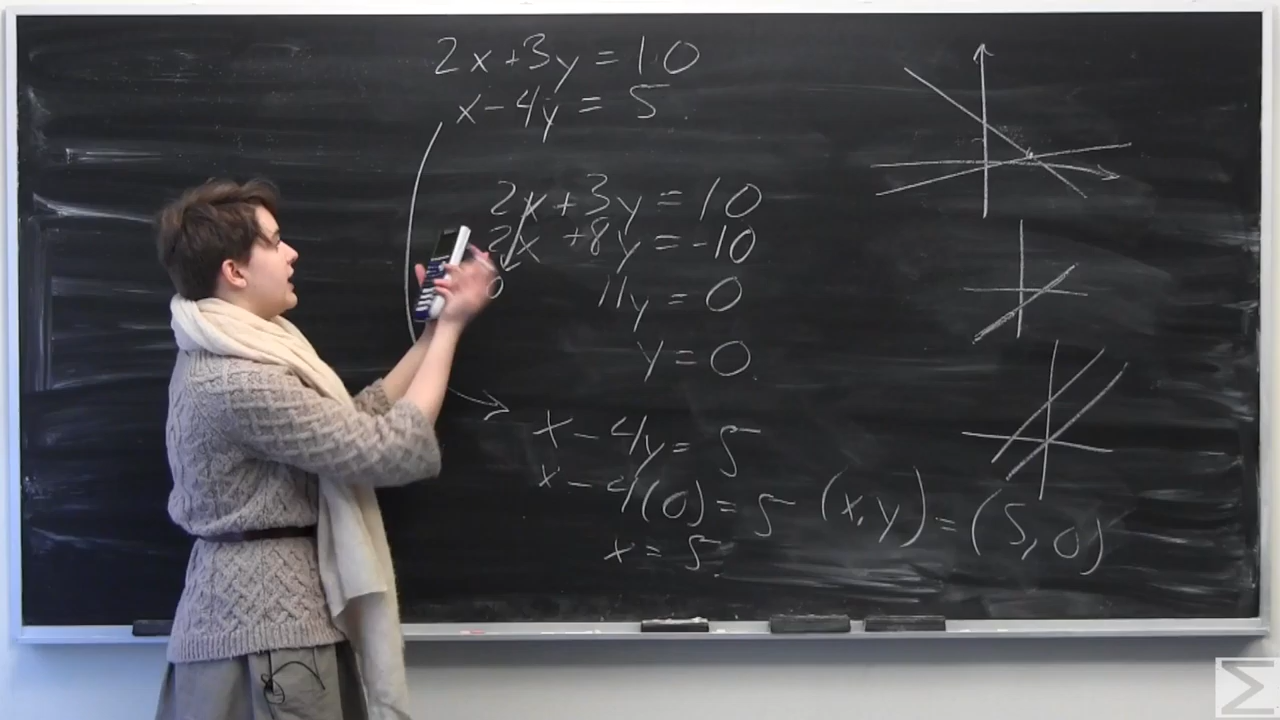 2x+3y=10
x-4y=5.
2x+3y=10
2x+8y=-10
0 11y=0
y=0.
x-4y=5
x-4(0)=5
x=5.
(x,y)=(5,0)
Σ